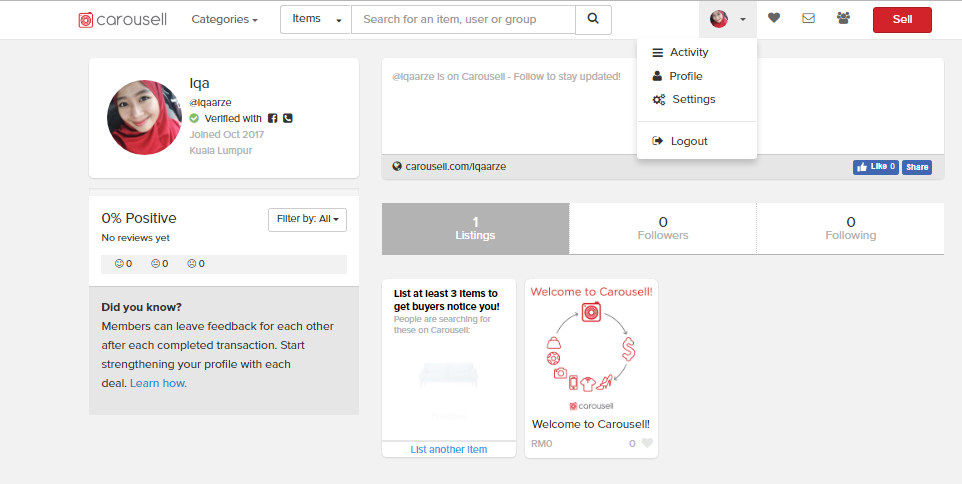 carousell
Categories
Items
Search for an item, user or group
Sell
Activity
Profile
Settings
Logout
Iqa
@iqaarze
Verified with
Joined Oct 2017
Kuala Lumpur
@iqaarze is on Carousell - Follow to stay updated!
carousell.com/iqaarze
Like 0
Share
0% Positive
Filter by: All
No reviews yet
0 0 0
Did you know?
Members can leave feedback for each other
after each completed transaction. Start
strengthening your profile with each
deal. Learn how.
1
Listings
0
Followers
0
Following
List at least 3 items to
get buyers notice you!
People are searching for
these on Carousell:
List another item
Welcome to Carousell!
$
carousell
Welcome to Carousell!
RM0 0